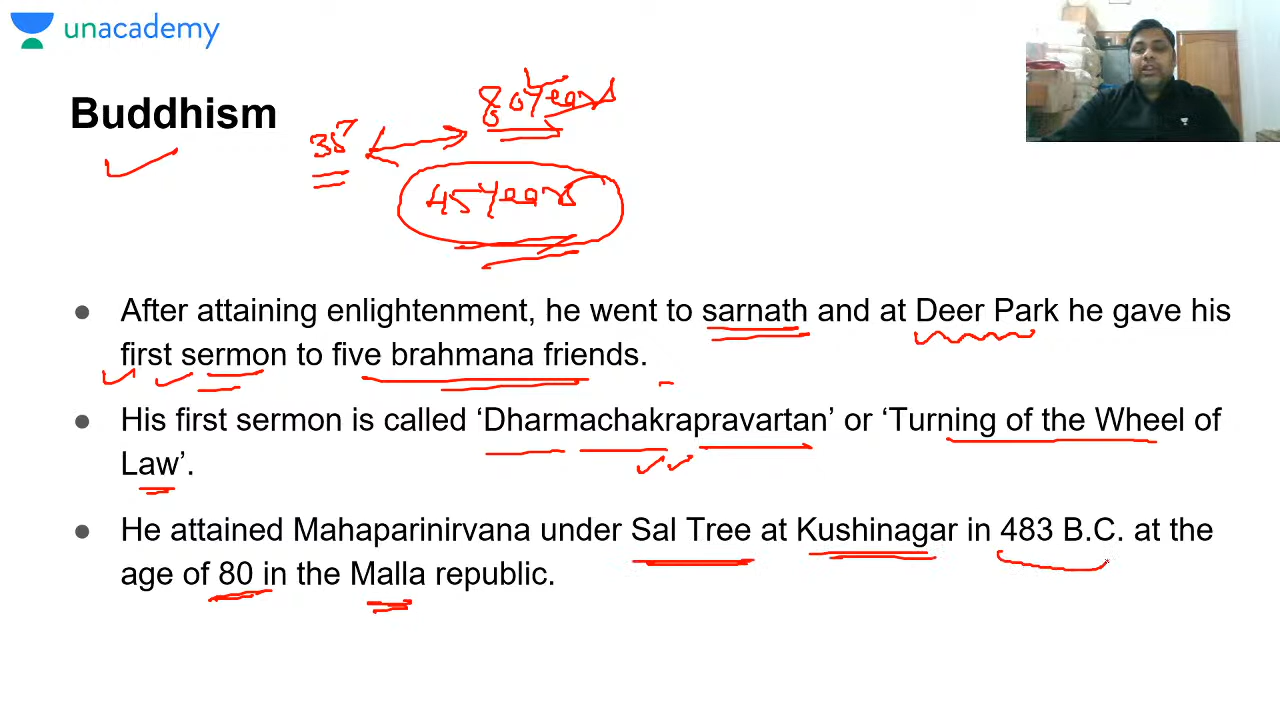 unacademy
Buddhism
80 Years
35
45 Years
● After attaining enlightenment, he went to sarnath and at Deer Park he gave his
first sermon to five brahmana friends.
● His first sermon is called ‘Dharmachakrapravartan’ or ‘Turning of the Wheel of
Law’.
● He attained Mahaparinirvana under Sal Tree at Kushinagar in 483 B.C. at the
age of 80 in the Malla republic.